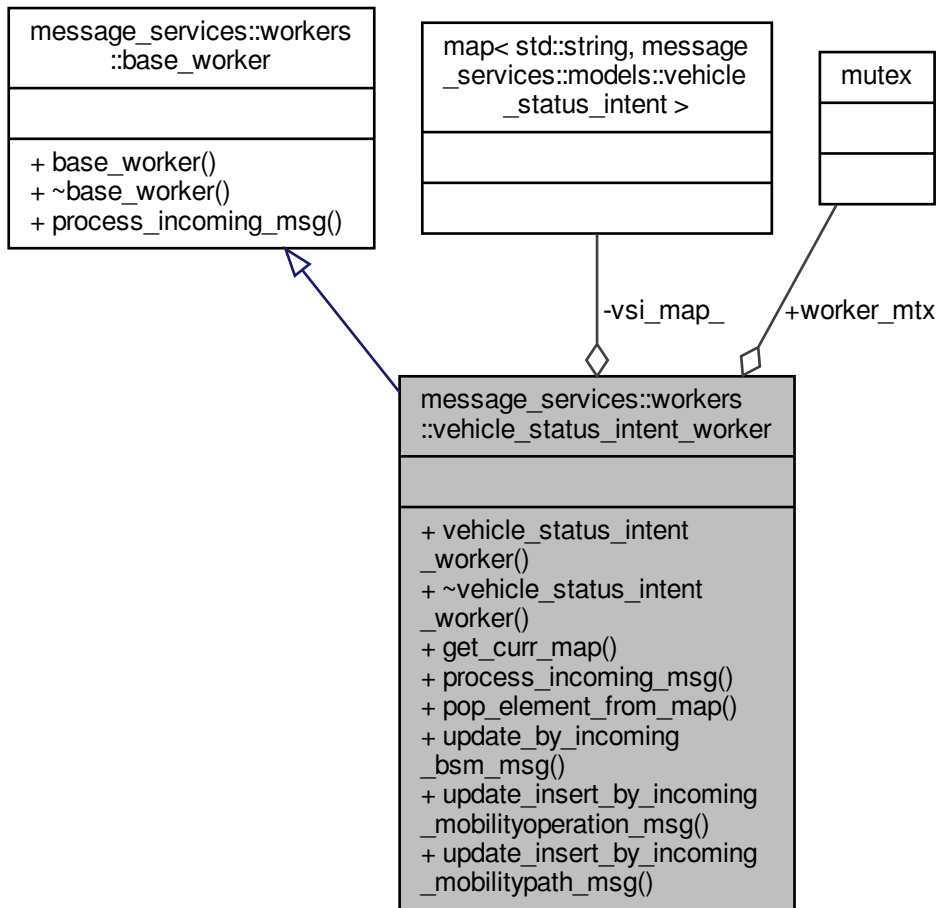 message_services::workers
::base_worker
+ base_worker()
+ ~base_worker()
+ process_incoming_msg()
map< std::string, message
_services::models::vehicle
_status_intent >
mutex
-vsi_map_
+worker_mtx
message_services::workers
::vehicle_status_intent_worker
+ vehicle_status_intent
_worker()
+ ~vehicle_status_intent
_worker()
+ get_curr_map()
+ process_incoming_msg()
+ pop_element_from_map()
+ update_by_incoming
_bsm_msg()
+ update_insert_by_incoming
_mobilityoperation_msg()
+ update_insert_by_incoming
_mobilitypath_msg()